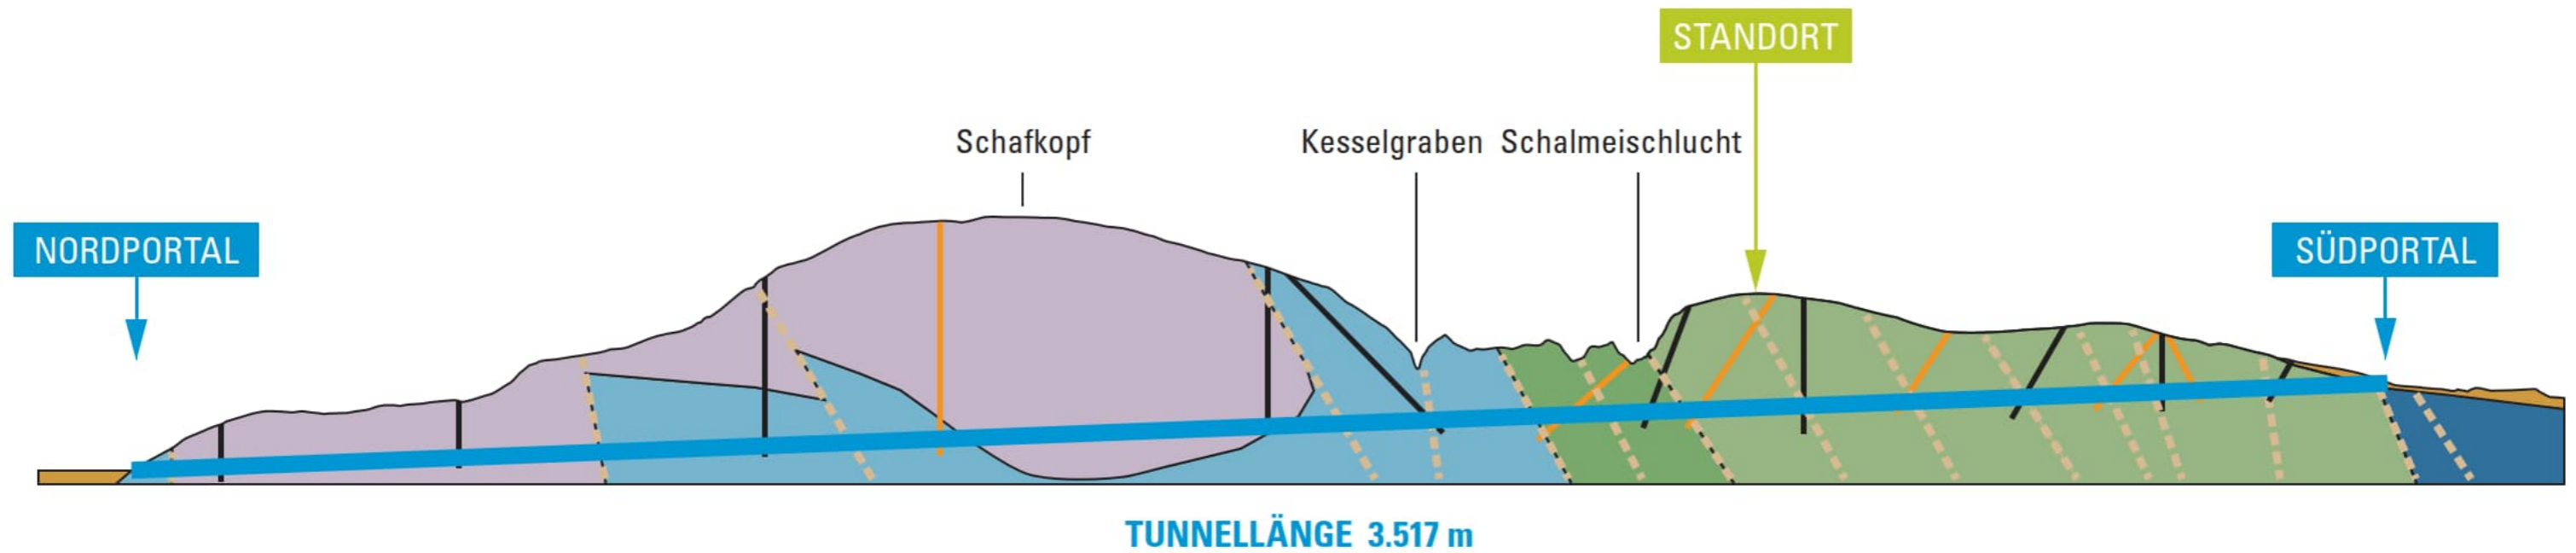 STANDORT
Schafkopf
Kesselgraben
Schalmeischlucht
NORDPORTAL
SÜDPORTAL
TUNNELLÄNGE 3.517 m